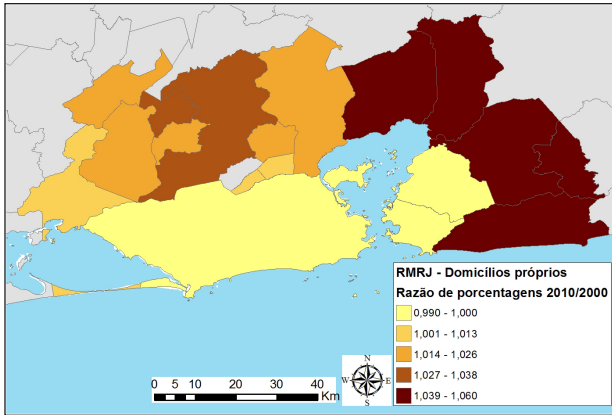 RMRJ - Domicílios próprios
Razão de porcentagens 2010/2000
0,990 - 1,000
1,001 - 1,013
1,014 - 1,026
1,027 - 1,038
1,039 - 1,060
N
W E
S
0 5 10 20 30 40
Km